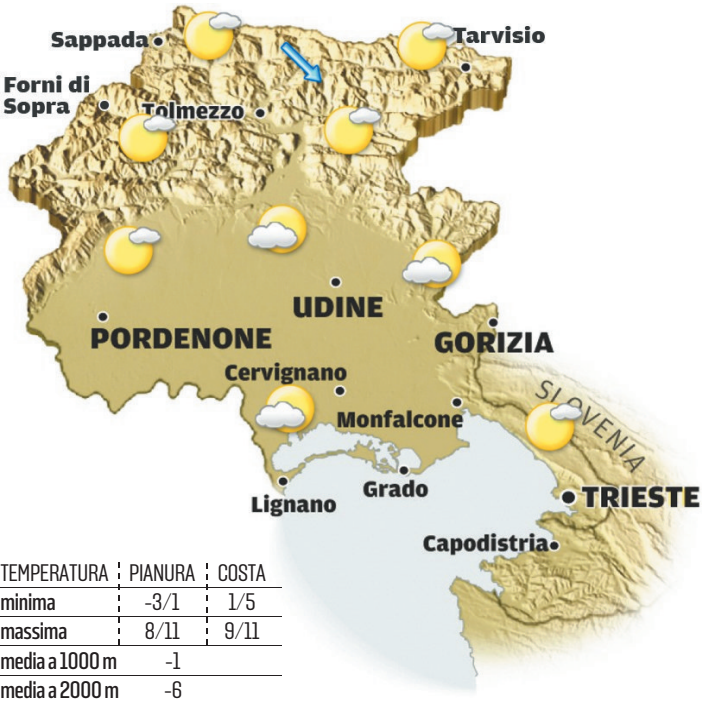 Sappada
Tarvisio
Forni di
Sopra
Tolmezzo
UDINE
PORDENONE
GORIZIA
Cervignano
SLOVENIA
Monfalcone
Grado
Lignano
TRIESTE
Capodistria
TEMPERATURA PIANURA COSTA
minima -3/1 1/5
massima 8/11 9/11
media a 1000 m -1
media a 2000 m -6